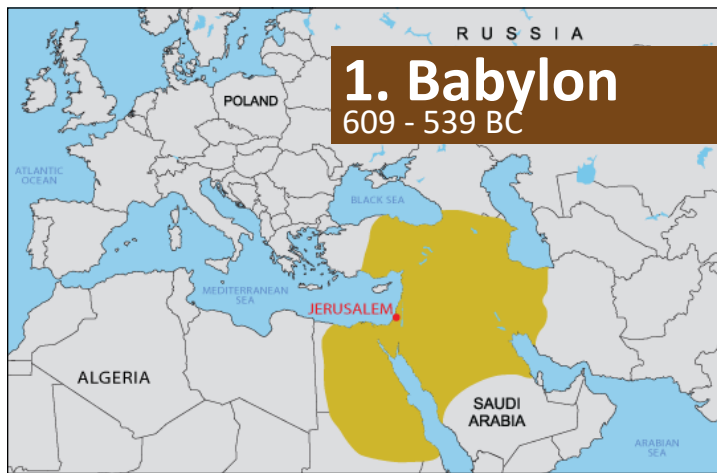 RUSSIA
1. Babylon
609 - 539 BC
POLAND
ATLANTIC
OCEAN
BLACK SEA
MEDITERRANEAN
SEA
JERUSALEM
ALGERIA
SAUDI
ARABIA
ARABIAN
SEA